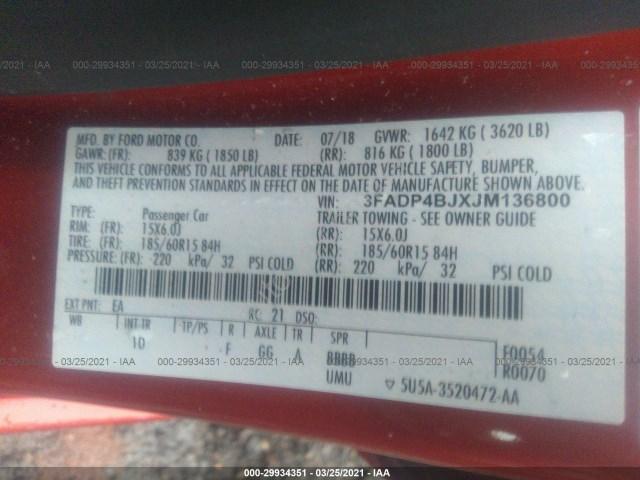 000-29934351 - 03/25/2021 - IAA
MFD. BY FORD MOTOR CO. DATE: 07/18 GVWR: 1642 KG ( 3620 LB)
GAWR: (FR): 839 KG ( 1850 LB) (RR): 816 KG ( 1800 LB)
THIS VEHICLE CONFORMS TO ALL APPLICABLE FEDERAL MOTOR VEHICLE SAFETY, BUMPER,
AND THEFT PREVENTION STANDARDS IN EFFECT ON THE DATE OF MANUFACTURE SHOWN ABOVE.
VIN: 3FADP4BJXJM136800
TYPE: Passenger Car TRAILER TOWING - SEE OWNER GUIDE
RIM: (FR): 15X6.0J (RR): 15X6.0J
TIRE: (FR): 185/60R15 84H (RR): 185/60R15 84H
PRESSURE: (FR): 220 kPa/ 32 PSI COLD (RR): 220 kPa/ 32 PSI COLD
EXT PNT: EA RC: 21 DSO:
WB INT TR TP/PS R AXLE TR SPR
1D F GG A BBBB F0054
UMU R0070
5U5A-3520472-AA
000-29934351 - 03/25/2021 - IAA